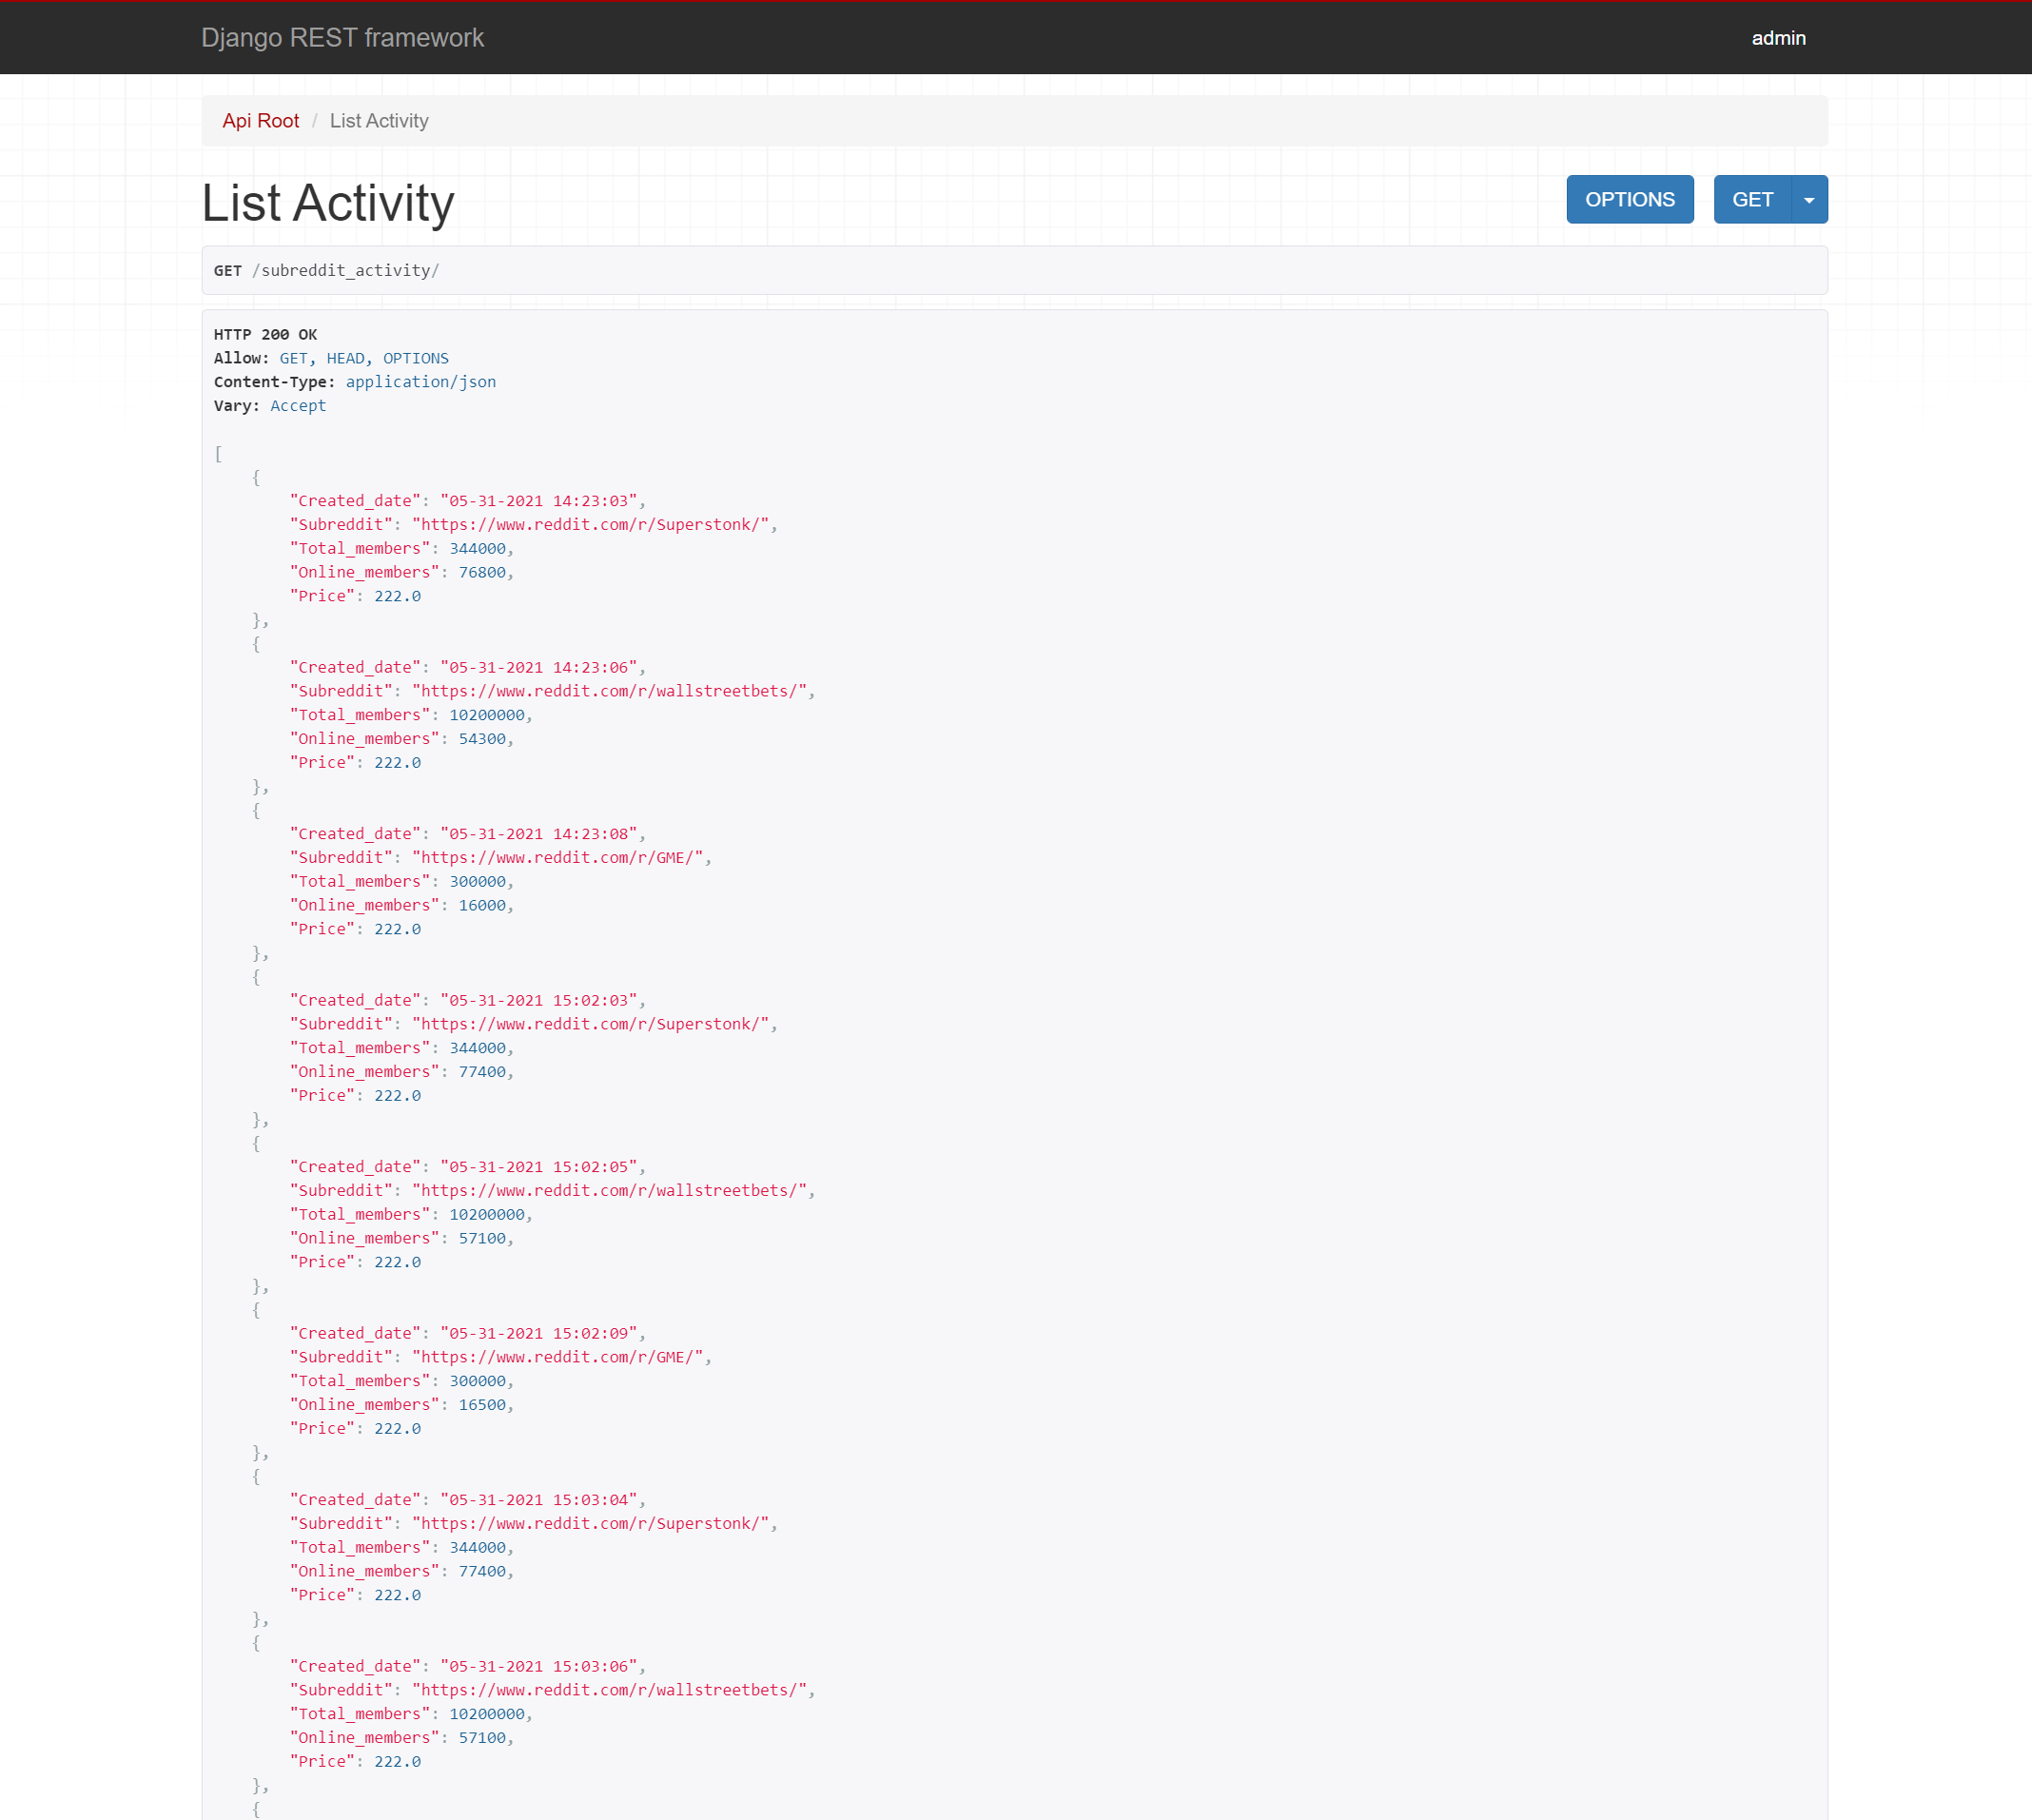 Django REST framework
admin
Api Root / List Activity
List Activity
OPTIONS
GET
GET /subreddit_activity/
HTTP 200 OK
Allow: GET, HEAD, OPTIONS
Content-Type: application/json
Vary: Accept
[
    {
        "Created_date": "05-31-2021 14:23:03",
        "Subreddit": "https://www.reddit.com/r/Superstonk/",
        "Total_members": 344000,
        "Online_members": 76800,
        "Price": 222.0
    },
    {
        "Created_date": "05-31-2021 14:23:06",
        "Subreddit": "https://www.reddit.com/r/wallstreetbets/",
        "Total_members": 10200000,
        "Online_members": 54300,
        "Price": 222.0
    },
    {
        "Created_date": "05-31-2021 14:23:08",
        "Subreddit": "https://www.reddit.com/r/GME/",
        "Total_members": 300000,
        "Online_members": 16000,
        "Price": 222.0
    },
    {
        "Created_date": "05-31-2021 15:02:03",
        "Subreddit": "https://www.reddit.com/r/Superstonk/",
        "Total_members": 344000,
        "Online_members": 77400,
        "Price": 222.0
    },
    {
        "Created_date": "05-31-2021 15:02:05",
        "Subreddit": "https://www.reddit.com/r/wallstreetbets/",
        "Total_members": 10200000,
        "Online_members": 57100,
        "Price": 222.0
    },
    {
        "Created_date": "05-31-2021 15:02:09",
        "Subreddit": "https://www.reddit.com/r/GME/",
        "Total_members": 300000,
        "Online_members": 16500,
        "Price": 222.0
    },
    {
        "Created_date": "05-31-2021 15:03:04",
        "Subreddit": "https://www.reddit.com/r/Superstonk/",
        "Total_members": 344000,
        "Online_members": 77400,
        "Price": 222.0
    },
    {
        "Created_date": "05-31-2021 15:03:06",
        "Subreddit": "https://www.reddit.com/r/wallstreetbets/",
        "Total_members": 10200000,
        "Online_members": 57100,
        "Price": 222.0
    },
    {